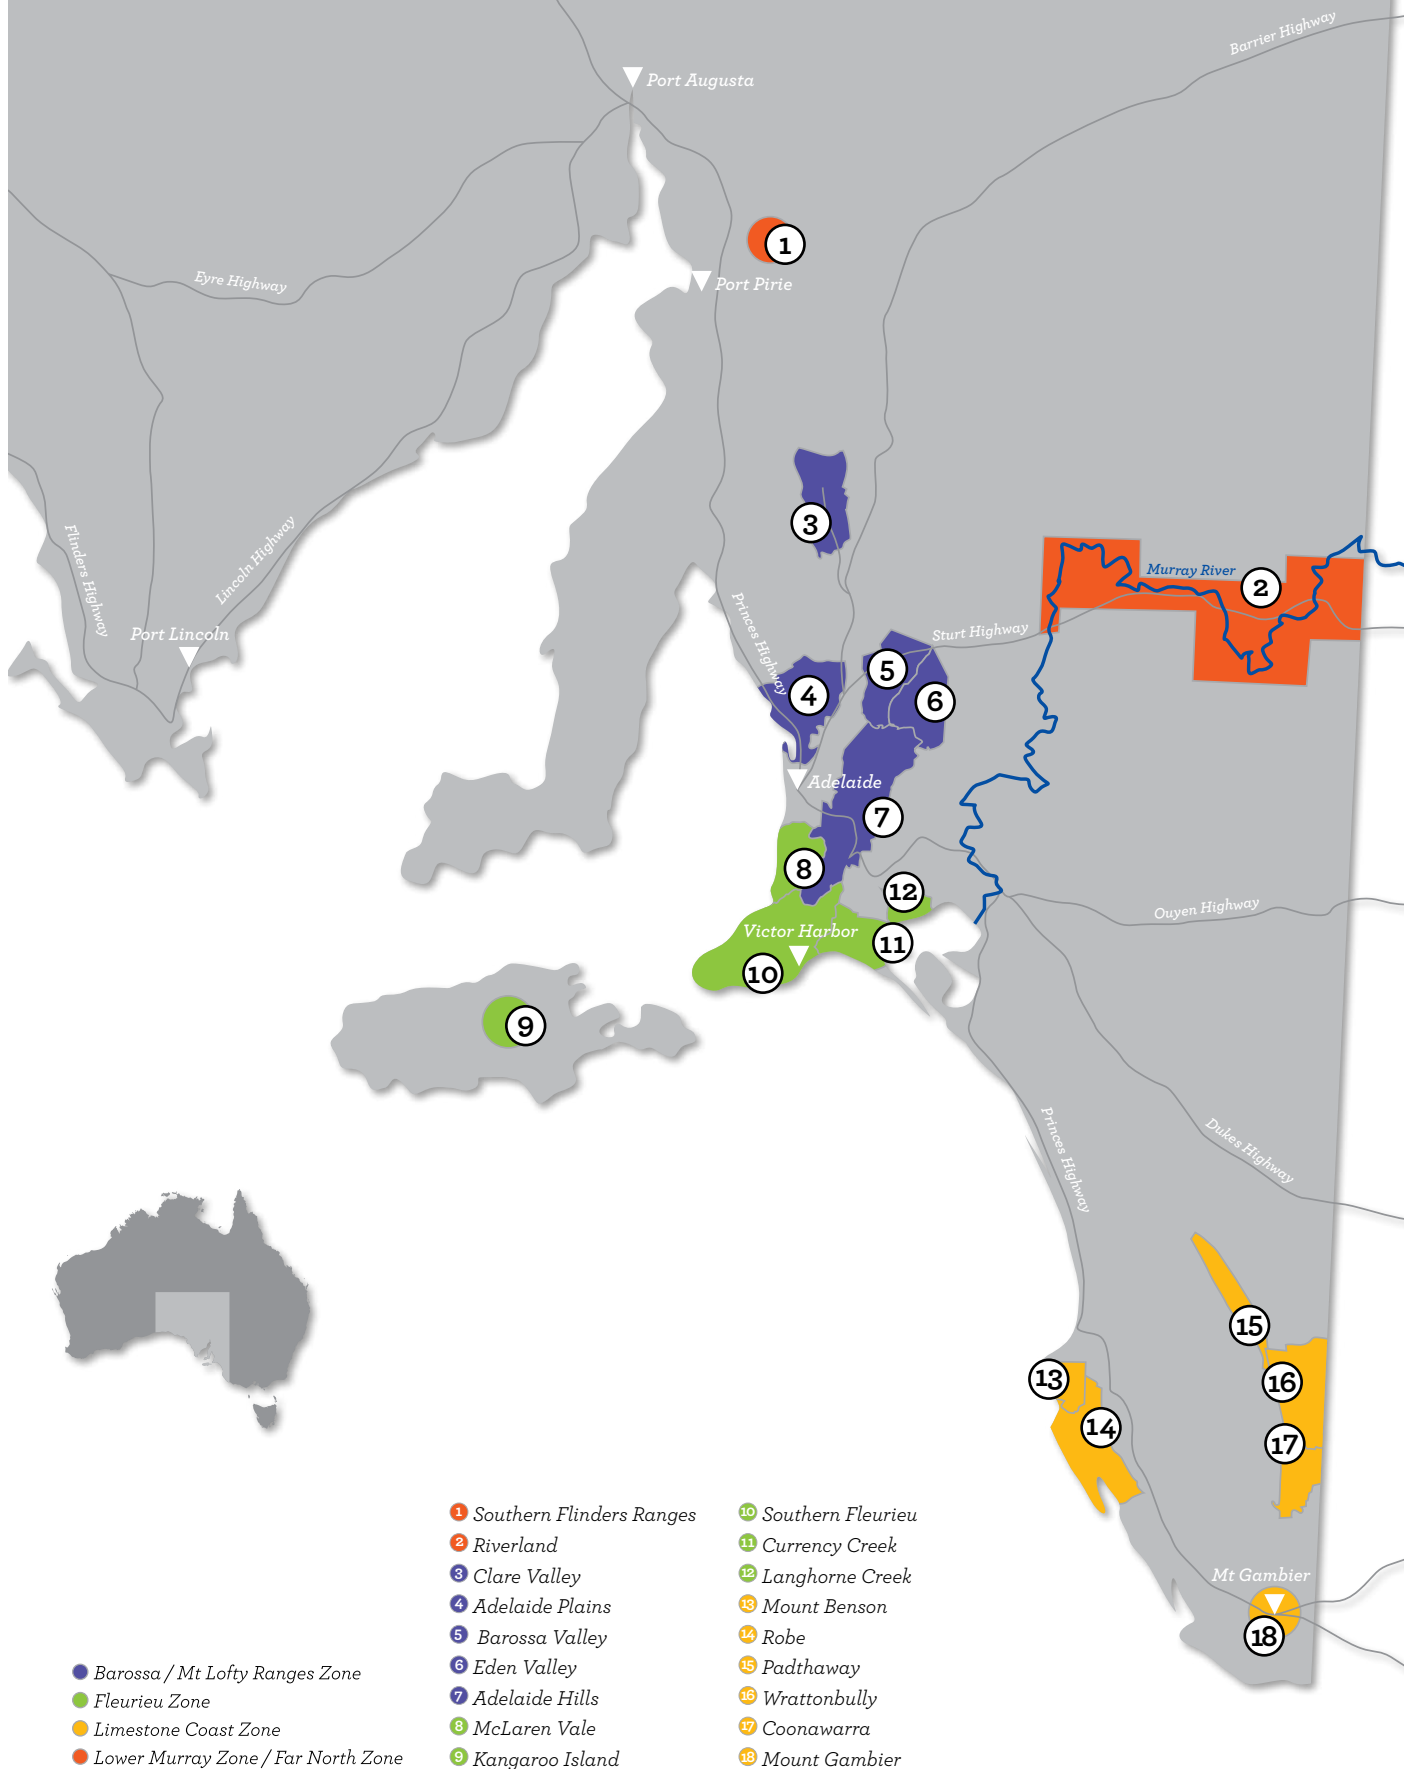 Barrier Highway
Port Augusta
1
Eyre Highway
Port Pirie
3
Flinders Highway
Lincoln Highway
Port Lincoln
Princes Highway
Murray River
2
Sturt Highway
5
4
6
Adelaide
7
8
12
Victor Harbor
11
10
Ouyen Highway
9
Princes Highway
Dukes Highway
15
13
16
14
17
Mt Gambier
18
Barossa / Mt Lofty Ranges Zone
Fleurieu Zone
Limestone Coast Zone
Lower Murray Zone / Far North Zone
1 Southern Flinders Ranges
2 Riverland
3 Clare Valley
4 Adelaide Plains
5 Barossa Valley
6 Eden Valley
7 Adelaide Hills
8 McLaren Vale
9 Kangaroo Island
10 Southern Fleurieu
11 Currency Creek
12 Langhorne Creek
13 Mount Benson
14 Robe
15 Padthaway
16 Wrattonbully
17 Coonawarra
18 Mount Gambier